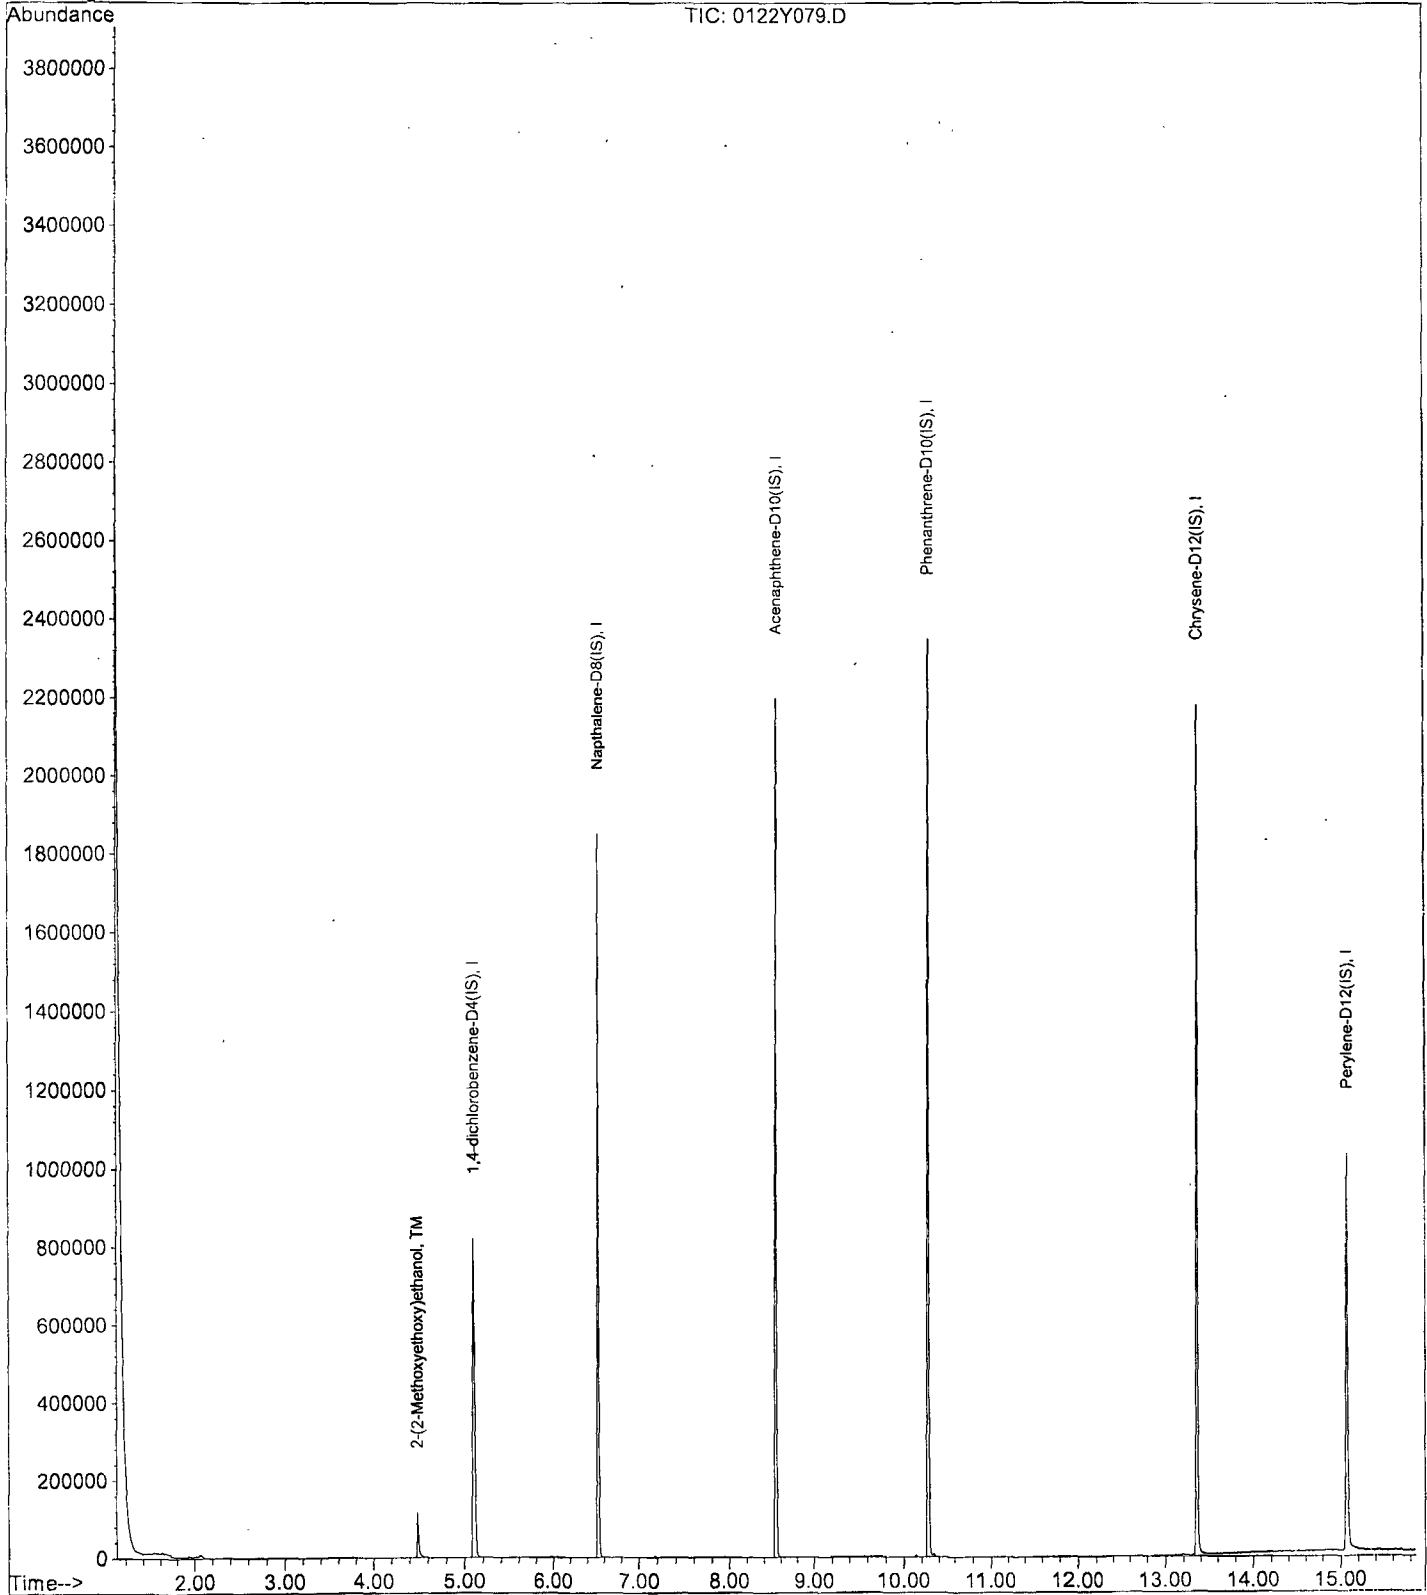 Abundance
TIC: 0122Y079.D
3800000
3600000
3400000
3200000
3000000
2800000
2600000
2400000
2200000
2000000
1800000
1600000
1400000
1200000
1000000
800000
600000
400000
200000
0
2-(2-Methoxyethoxy)ethanol, TM
1,4-dichlorobenzene-D4(IS), I
Napthalene-D8(IS), I
Acenaphthene-D10(IS), I
Phenanthrene-D10(IS), I
Chrysene-D12(IS), I
Perylene-D12(IS), I
Time--> 2.00 3.00 4.00 5.00 6.00 7.00 8.00 9.00 10.00 11.00 12.00 13.00 14.00 15.00